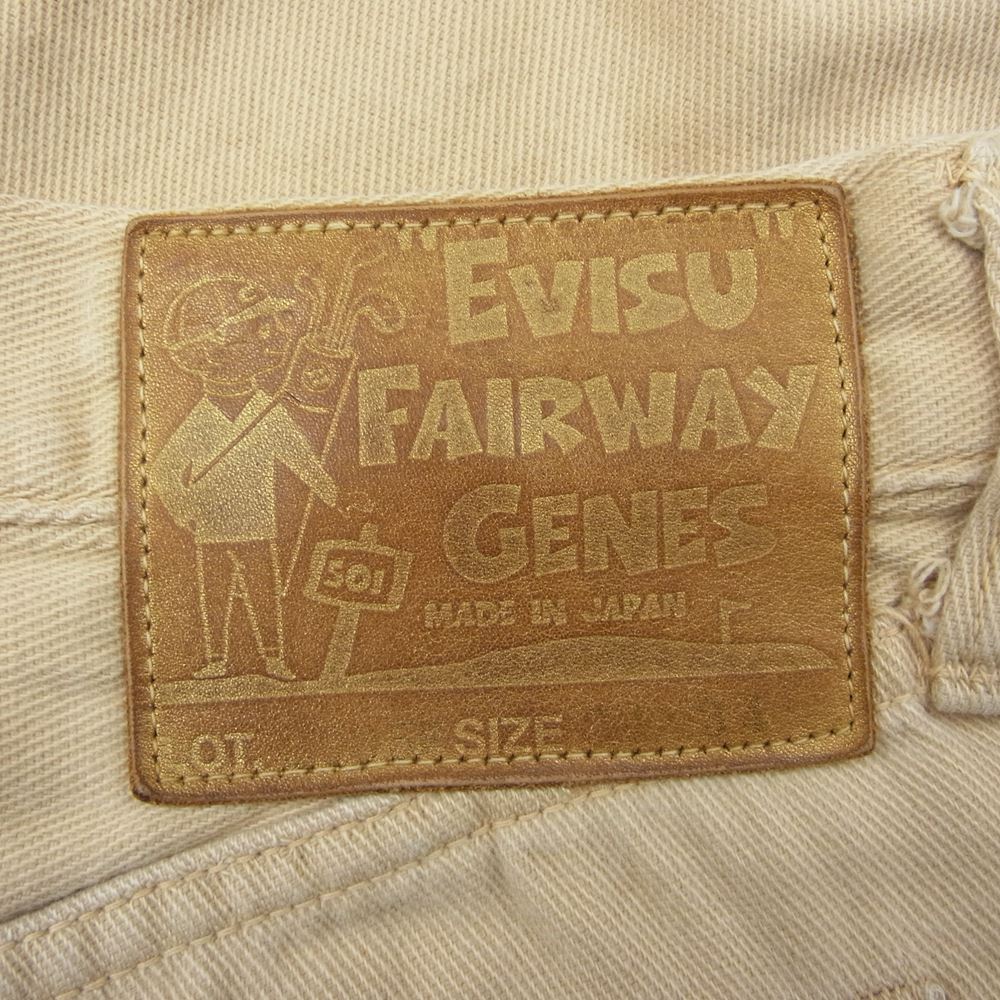 "EVISU"
FAIRWAY
GENES
501
MADE IN JAPAN
LOT. SIZE